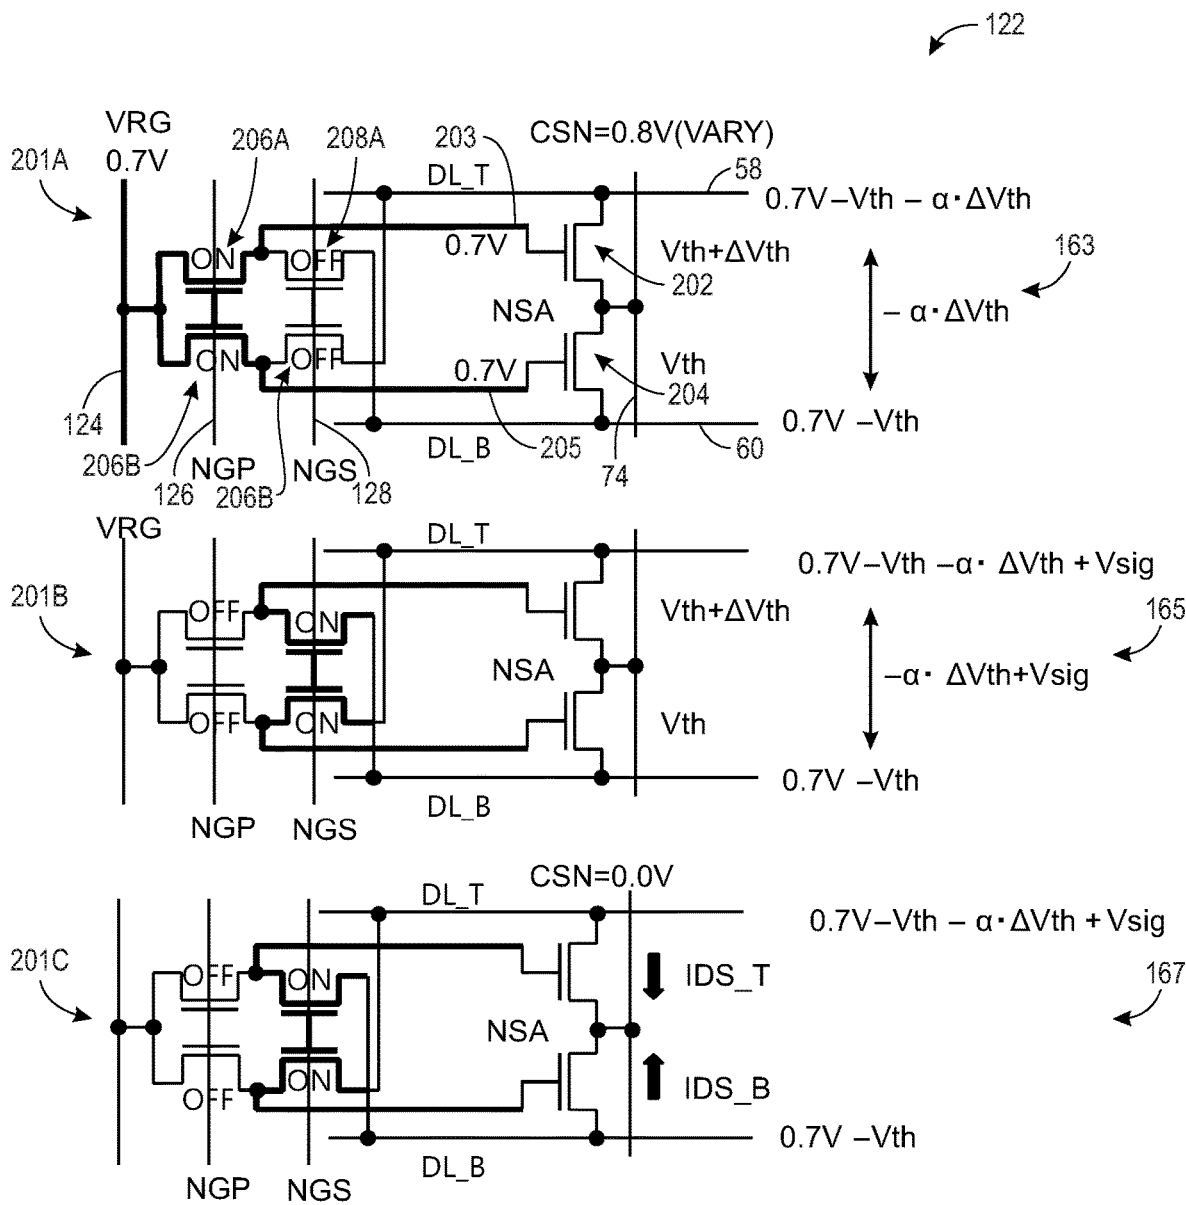 122
VRG
0.7V
201A
206A
208A
203
CSN=0.8V(VARY)
DL_T
58
0.7V–Vth – α·ΔVth
ON
OFF
0.7V
Vth+ΔVth
202
163
NSA
– α·ΔVth
ON
OFF
0.7V
Vth
204
124
0.7V –Vth
206B
126
NGP
206B
NGS
128
DL_B
205
74
60
VRG
DL_T
0.7V–Vth –α· ΔVth + Vsig
201B
OFF
ON
Vth+ΔVth
165
NSA
–α· ΔVth+Vsig
OFF
ON
Vth
0.7V –Vth
DL_B
NGP
NGS
CSN=0.0V
DL_T
0.7V–Vth – α·ΔVth + Vsig
201C
OFF
ON
IDS_T
167
NSA
OFF
ON
IDS_B
0.7V –Vth
DL_B
NGP
NGS